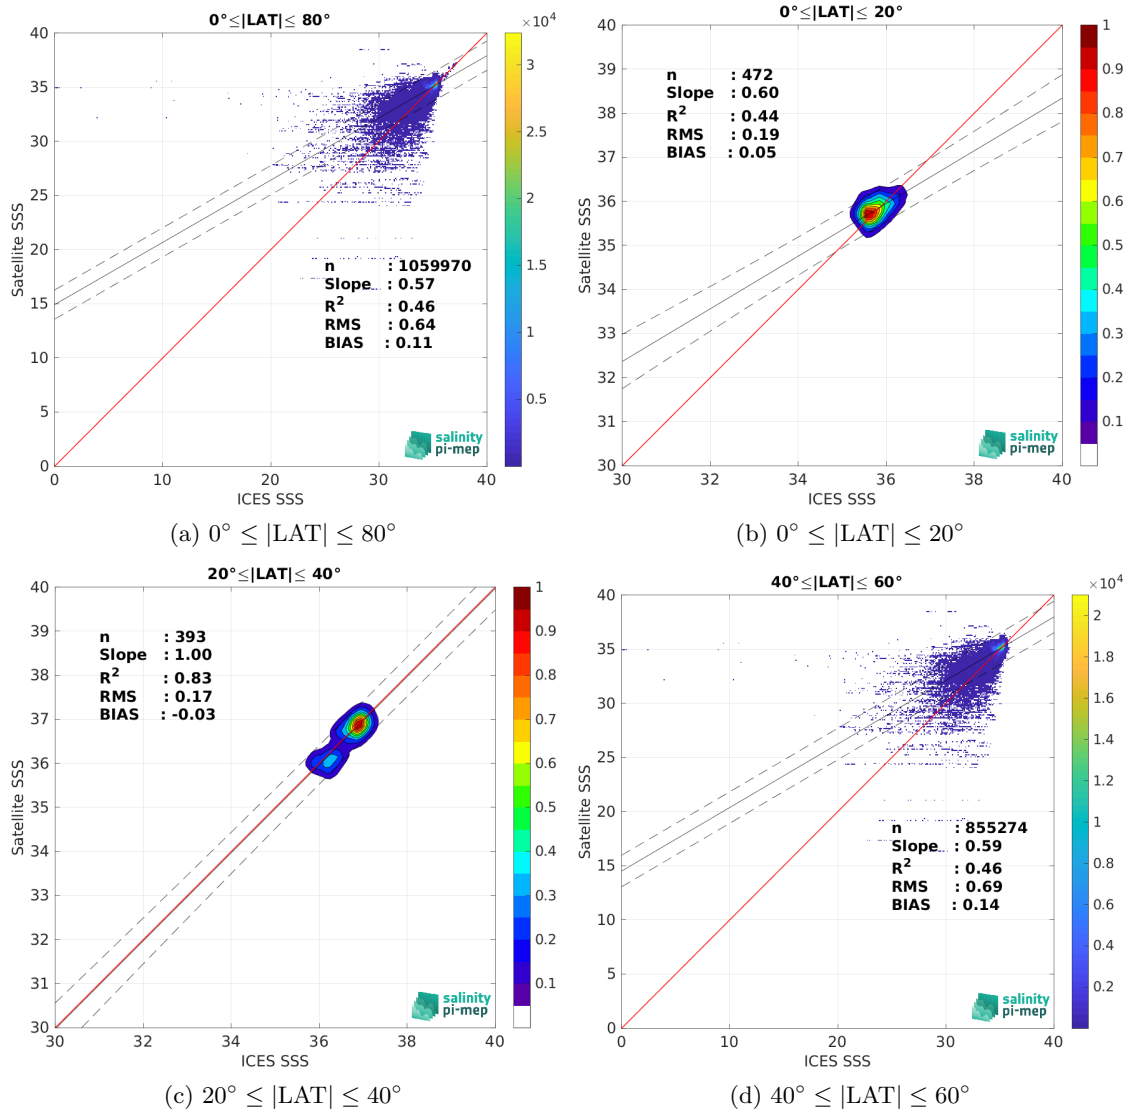 0°≤|LAT|≤ 80°
×10⁴
40
35
30
25
20
15
10
5
0
Satellite SSS
n : 1059970
Slope : 0.57
R² : 0.46
RMS : 0.64
BIAS : 0.11
3
2.5
2
1.5
1
0.5
salinity
pi-mep
0 10 20 30 40
ICES SSS
(a) 0° ≤ |LAT| ≤ 80°
0°≤|LAT|≤ 20°
40
39
38
37
36
35
34
33
32
31
30
Satellite SSS
n : 472
Slope : 0.60
R² : 0.44
RMS : 0.19
BIAS : 0.05
1
0.9
0.8
0.7
0.6
0.5
0.4
0.3
0.2
0.1
salinity
pi-mep
30 32 34 36 38 40
ICES SSS
(b) 0° ≤ |LAT| ≤ 20°
20°≤|LAT|≤ 40°
40
39
38
37
36
35
34
33
32
31
30
Satellite SSS
n : 393
Slope : 1.00
R² : 0.83
RMS : 0.17
BIAS : -0.03
1
0.9
0.8
0.7
0.6
0.5
0.4
0.3
0.2
0.1
salinity
pi-mep
30 32 34 36 38 40
ICES SSS
(c) 20° ≤ |LAT| ≤ 40°
40°≤|LAT|≤ 60°
×10⁴
40
35
30
25
20
15
10
5
0
Satellite SSS
n : 855274
Slope : 0.59
R² : 0.46
RMS : 0.69
BIAS : 0.14
2
1.8
1.6
1.4
1.2
1
0.8
0.6
0.4
0.2
salinity
pi-mep
0 10 20 30 40
ICES SSS
(d) 40° ≤ |LAT| ≤ 60°